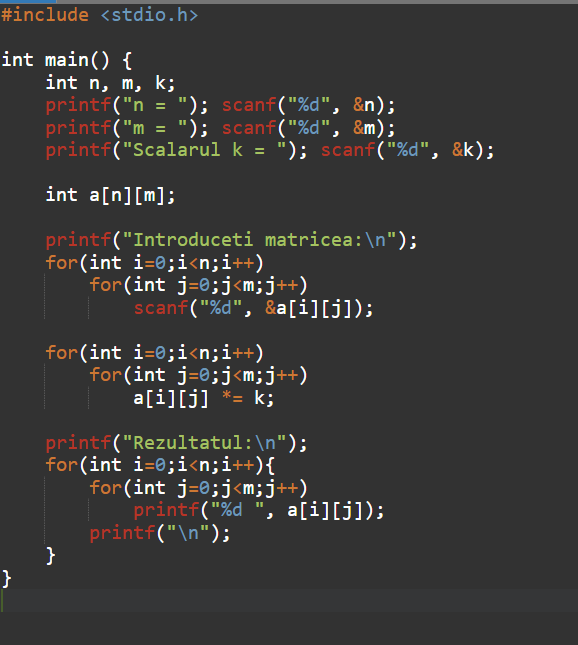 #include <stdio.h>

int main() {
    int n, m, k;
    printf("n = "); scanf("%d", &n);
    printf("m = "); scanf("%d", &m);
    printf("Scalarul k = "); scanf("%d", &k);

    int a[n][m];

    printf("Introduceti matricea:\n");
    for(int i=0;i<n;i++)
        for(int j=0;j<m;j++)
            scanf("%d", &a[i][j]);

    for(int i=0;i<n;i++)
        for(int j=0;j<m;j++)
            a[i][j] *= k;

    printf("Rezultatul:\n");
    for(int i=0;i<n;i++){
        for(int j=0;j<m;j++)
            printf("%d ", a[i][j]);
        printf("\n");
    }
}